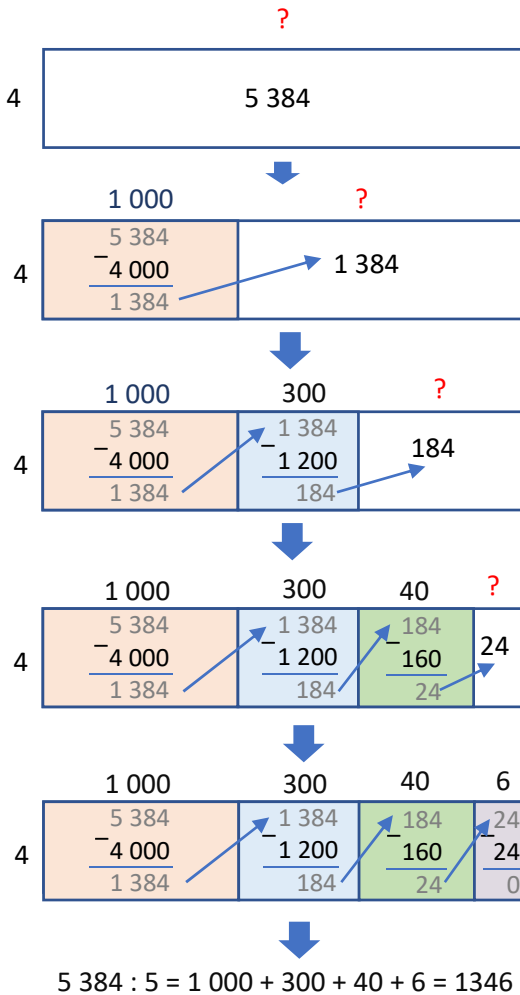 ?
4 5 384
1 000 ?
4 5 384
– 4 000 1 384
1 384
1 000 300 ?
4 5 384 1 384
– 4 000 – 1 200 184
1 384 184
1 000 300 40 ?
4 5 384 1 384 184
– 4 000 – 1 200 – 160 24
1 384 184 24
1 000 300 40 6
4 5 384 1 384 184 24
– 4 000 – 1 200 – 160 – 24
1 384 184 24 0
5 384 : 5 = 1 000 + 300 + 40 + 6 = 1346